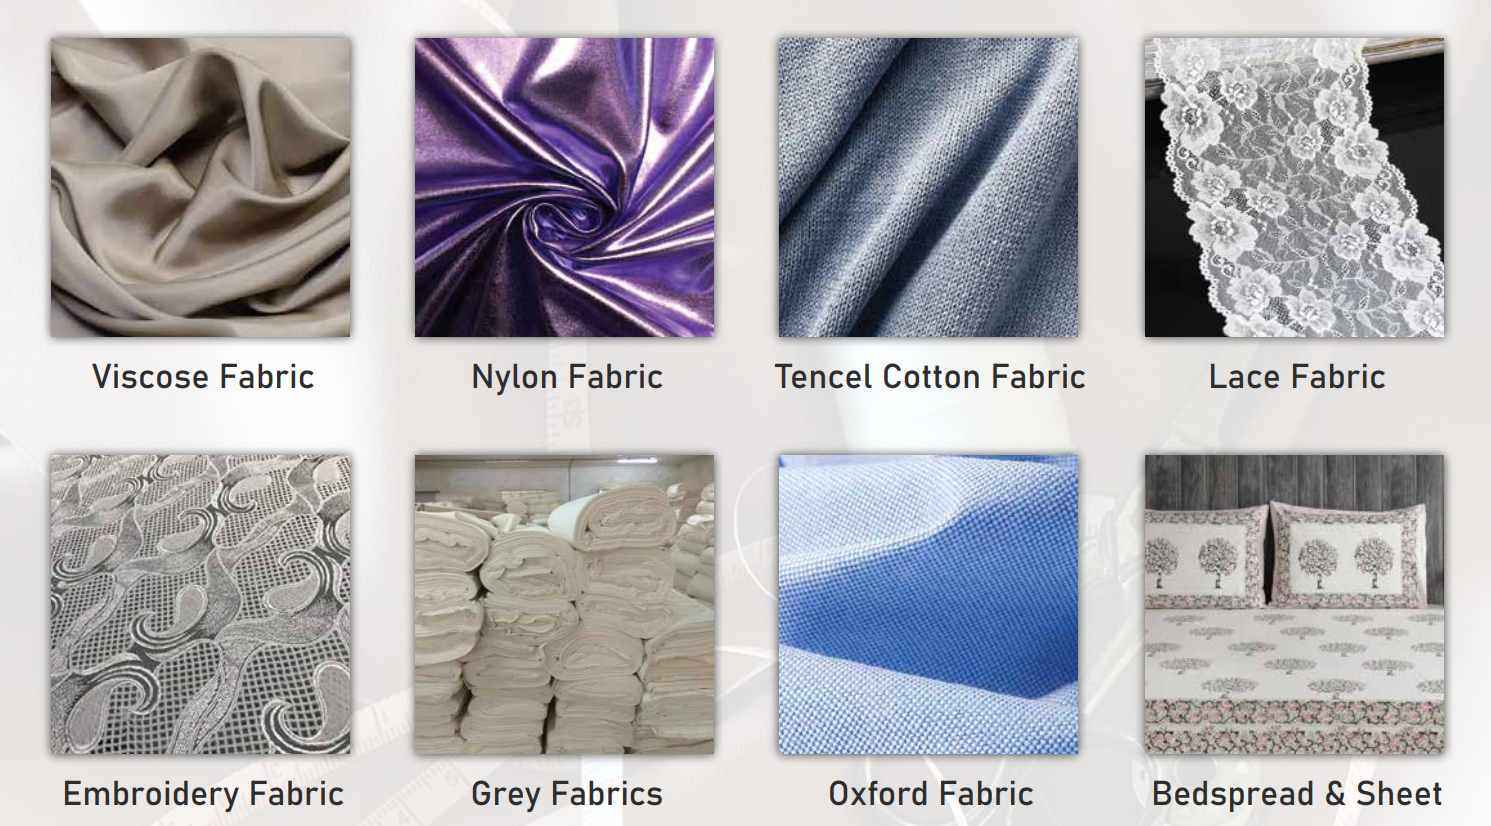 Viscose Fabric
Nylon Fabric
Tencel Cotton Fabric
Lace Fabric
Embroidery Fabric
Grey Fabrics
Oxford Fabric
Bedspread & Sheet